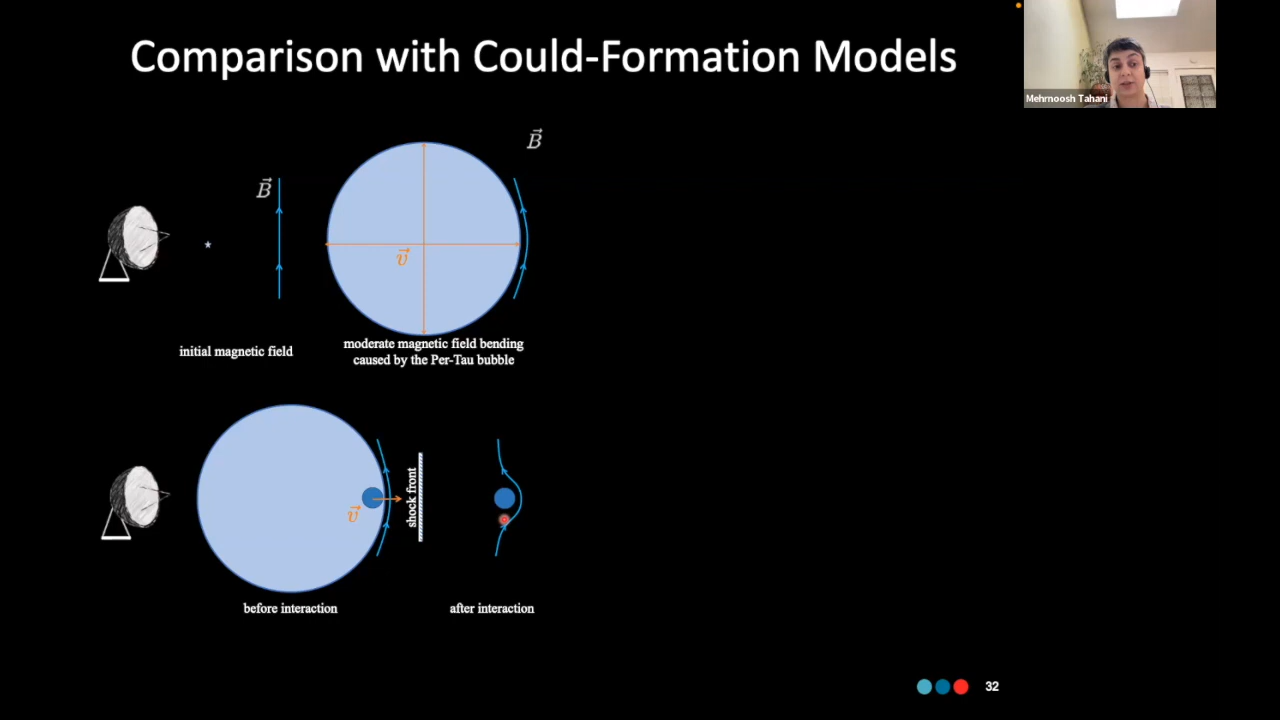 Comparison with Could-Formation Models
Mehrnoosh Tahani
B⃗
B⃗
v⃗
initial magnetic field
moderate magnetic field bending
caused by the Per-Tau bubble
shock front
v⃗
before interaction
after interaction
32